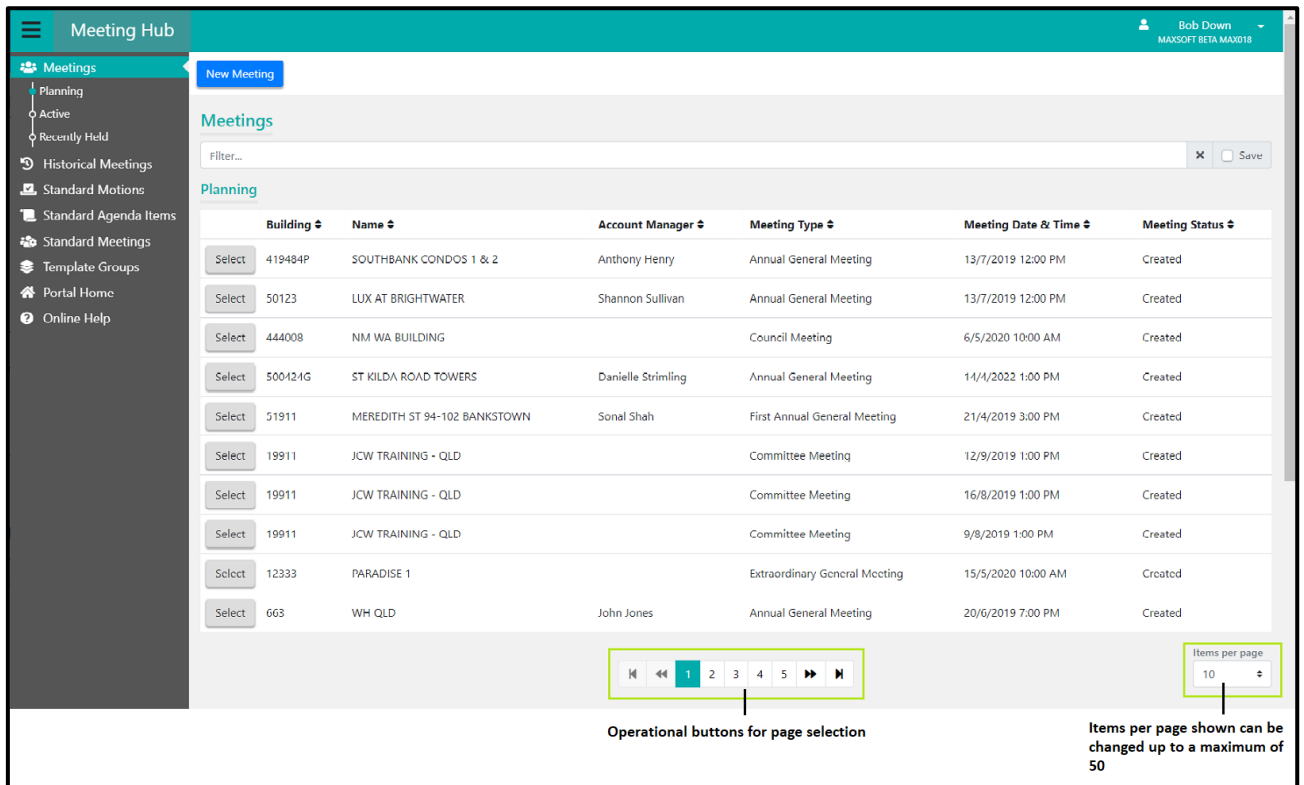 Meeting Hub
Bob Down
MAXSOFT BETA MAX018
Meetings
Planning
Active
Recently Held
Historical Meetings
Standard Motions
Standard Agenda Items
Standard Meetings
Template Groups
Portal Home
Online Help
New Meeting
Meetings
Filter...
Save
Planning
Building Name Account Manager Meeting Type Meeting Date & Time Meeting Status
Select 419484P SOUTHBANK CONDOS 1 & 2 Anthony Henry Annual General Meeting 13/7/2019 12:00 PM Created
Select 50123 LUX AT BRIGHTWATER Shannon Sullivan Annual General Meeting 13/7/2019 12:00 PM Created
Select 444008 NM WA BUILDING Council Meeting 6/5/2020 10:00 AM Created
Select 500424G ST KILDA ROAD TOWERS Danielle Strimling Annual General Meeting 14/4/2022 1:00 PM Created
Select 51911 MEREDITH ST 94-102 BANKSTOWN Sonal Shah First Annual General Meeting 21/4/2019 3:00 PM Created
Select 19911 JCW TRAINING - QLD Committee Meeting 12/9/2019 1:00 PM Created
Select 19911 JCW TRAINING - QLD Committee Meeting 16/8/2019 1:00 PM Created
Select 19911 JCW TRAINING - QLD Committee Meeting 9/8/2019 1:00 PM Created
Select 12333 PARADISE 1 Extraordinary General Meeting 15/5/2020 10:00 AM Created
Select 663 WH QLD John Jones Annual General Meeting 20/6/2019 7:00 PM Created
1 2 3 4 5
Items per page
10
Operational buttons for page selection
Items per page shown can be
changed up to a maximum of
50